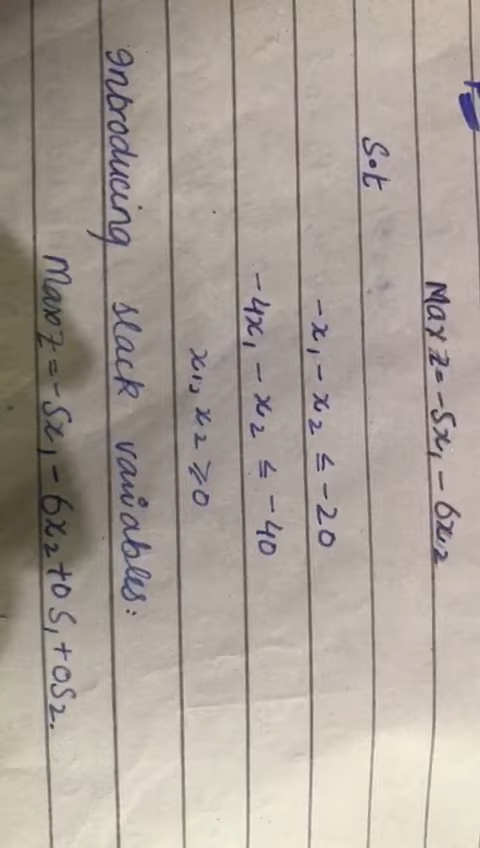 Max Z = -5x₁ - 6x₂
S.t
-x₁ - x₂ ≤ -20
-4x₁ - x₂ ≤ -40
x₁, x₂ ≥ 0
Introducing slack variables:
Max Z = -5x₁ - 6x₂ + 0S₁ + 0S₂.